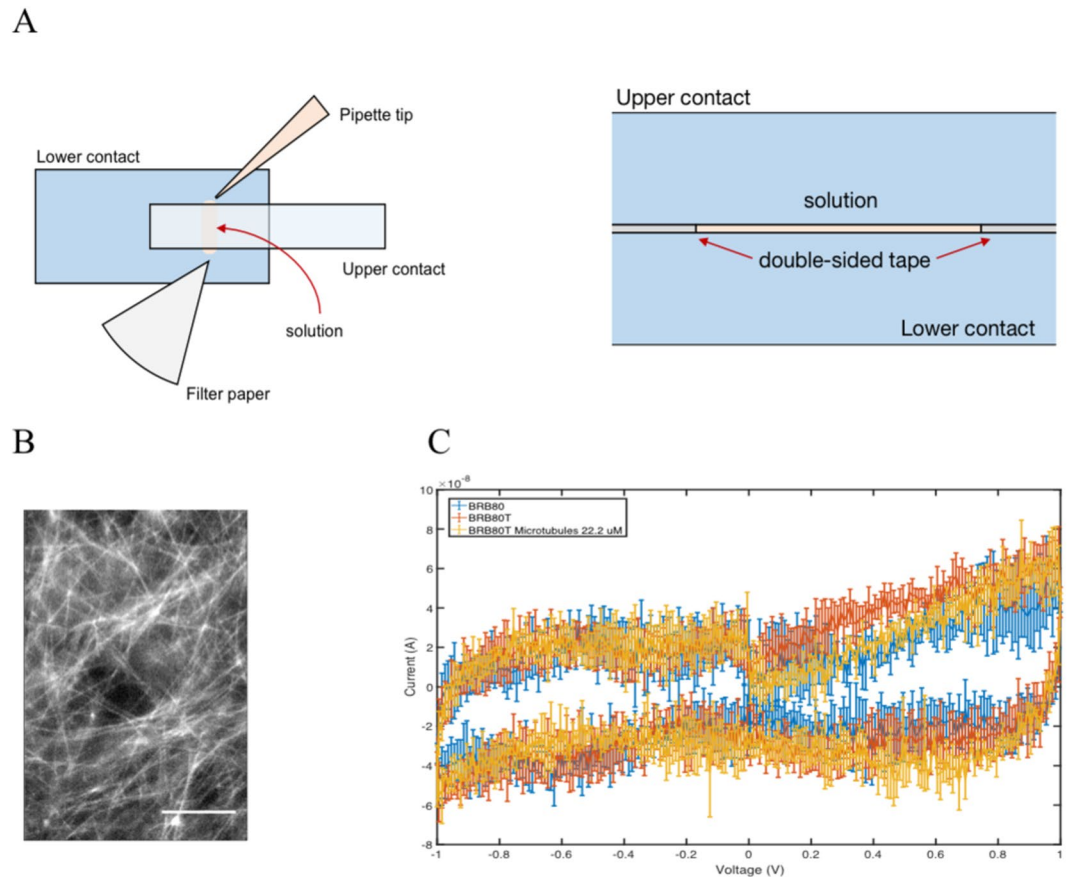 A
Pipette tip
Lower contact
Upper contact
solution
Filter paper
Upper contact
solution
double-sided tape
Lower contact
B
C
×10⁻⁸
BRB80
BRB80T
BRB80T Microtubules 22.2 uM
10
8
6
4
2
0
-2
-4
-6
-8
Current (A)
-1
-0.8
-0.6
-0.4
-0.2
0
0.2
0.4
0.6
0.8
1
Voltage (V)